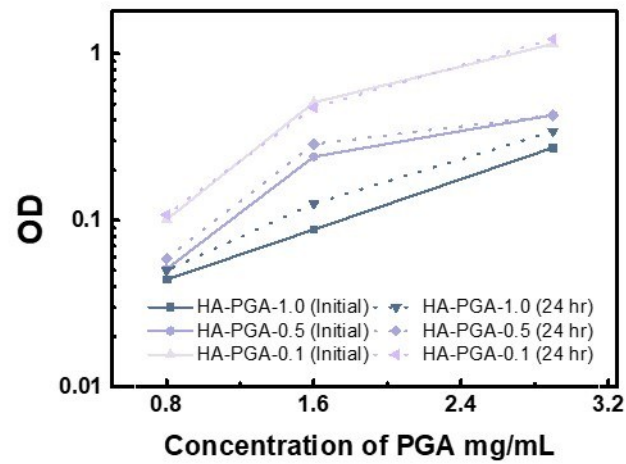 1
0.1
0.01
OD
HA-PGA-1.0 (Initial) HA-PGA-1.0 (24 hr)
HA-PGA-0.5 (Initial) HA-PGA-0.5 (24 hr)
HA-PGA-0.1 (Initial) HA-PGA-0.1 (24 hr)
0.8 1.6 2.4 3.2
Concentration of PGA mg/mL